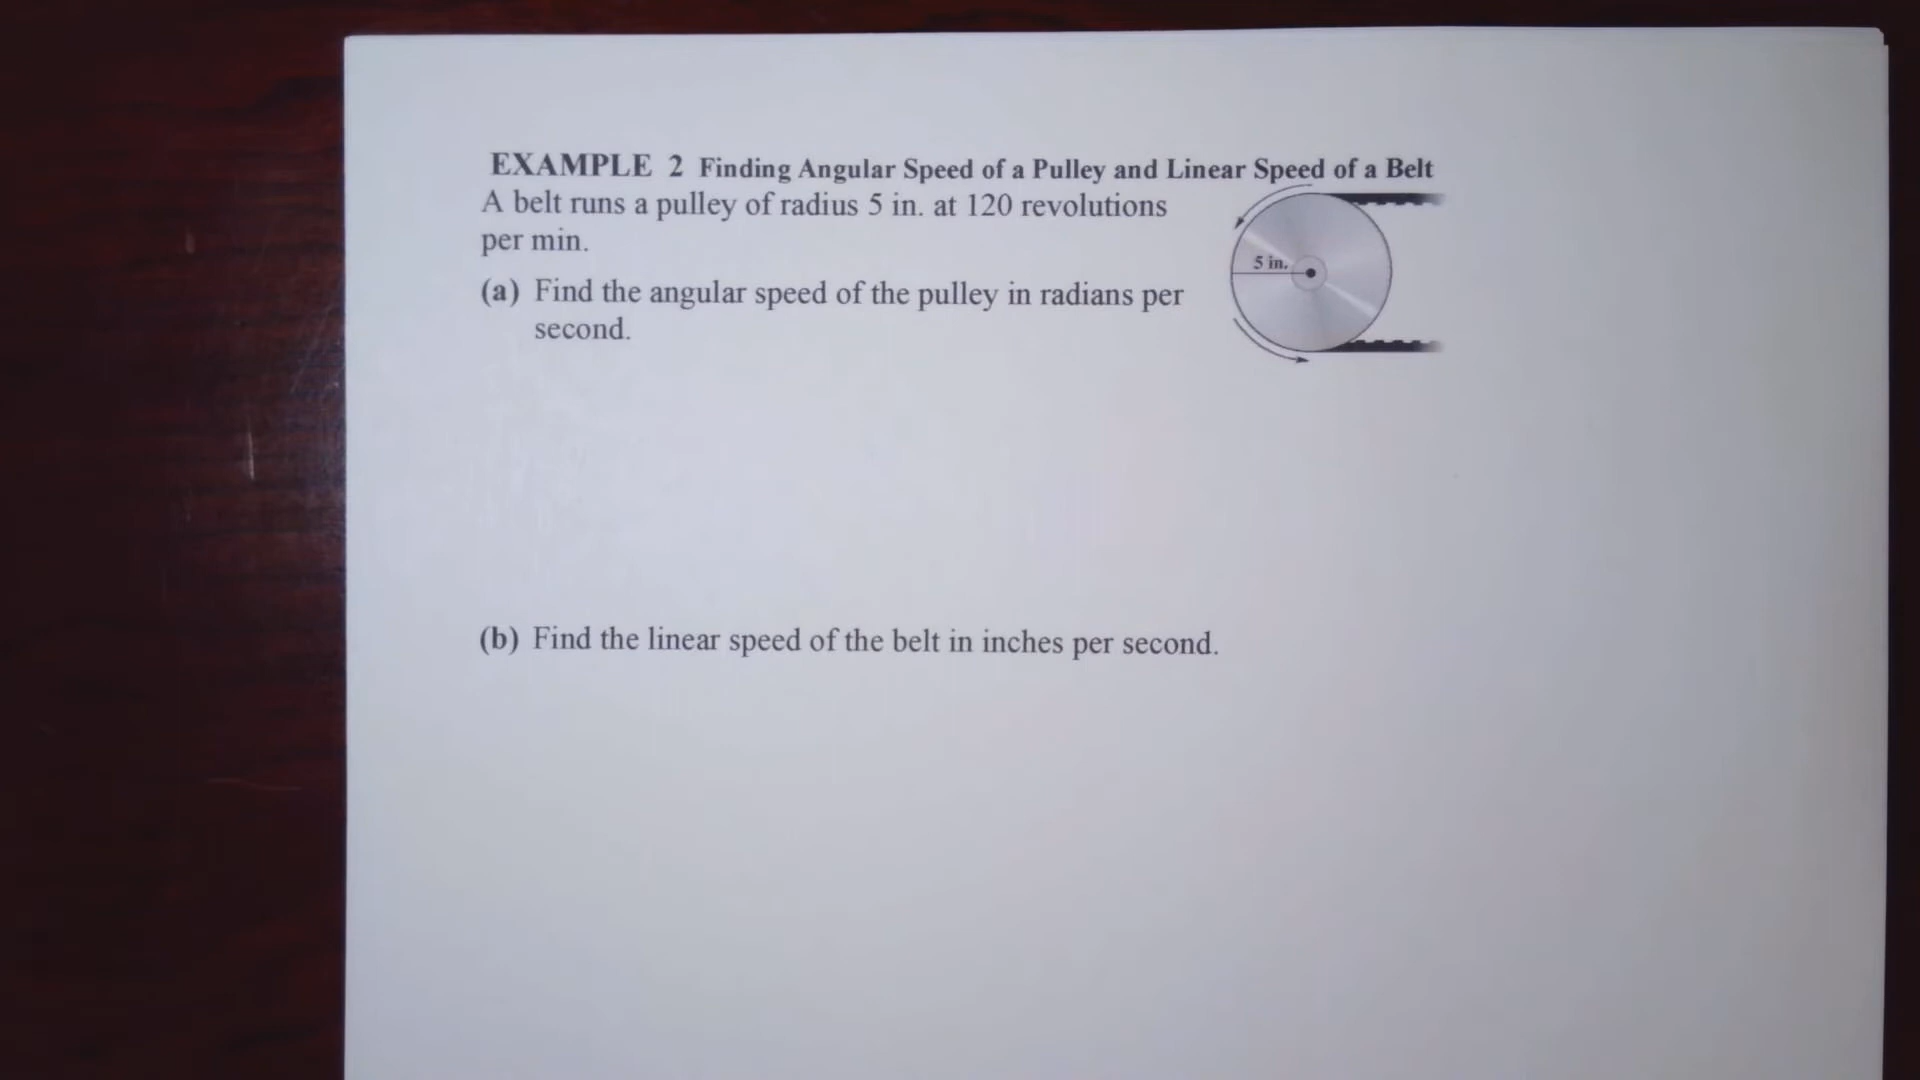 EXAMPLE 2 Finding Angular Speed of a Pulley and Linear Speed of a Belt
A belt runs a pulley of radius 5 in. at 120 revolutions
per min.
5 in.
(a) Find the angular speed of the pulley in radians per
second.
(b) Find the linear speed of the belt in inches per second.